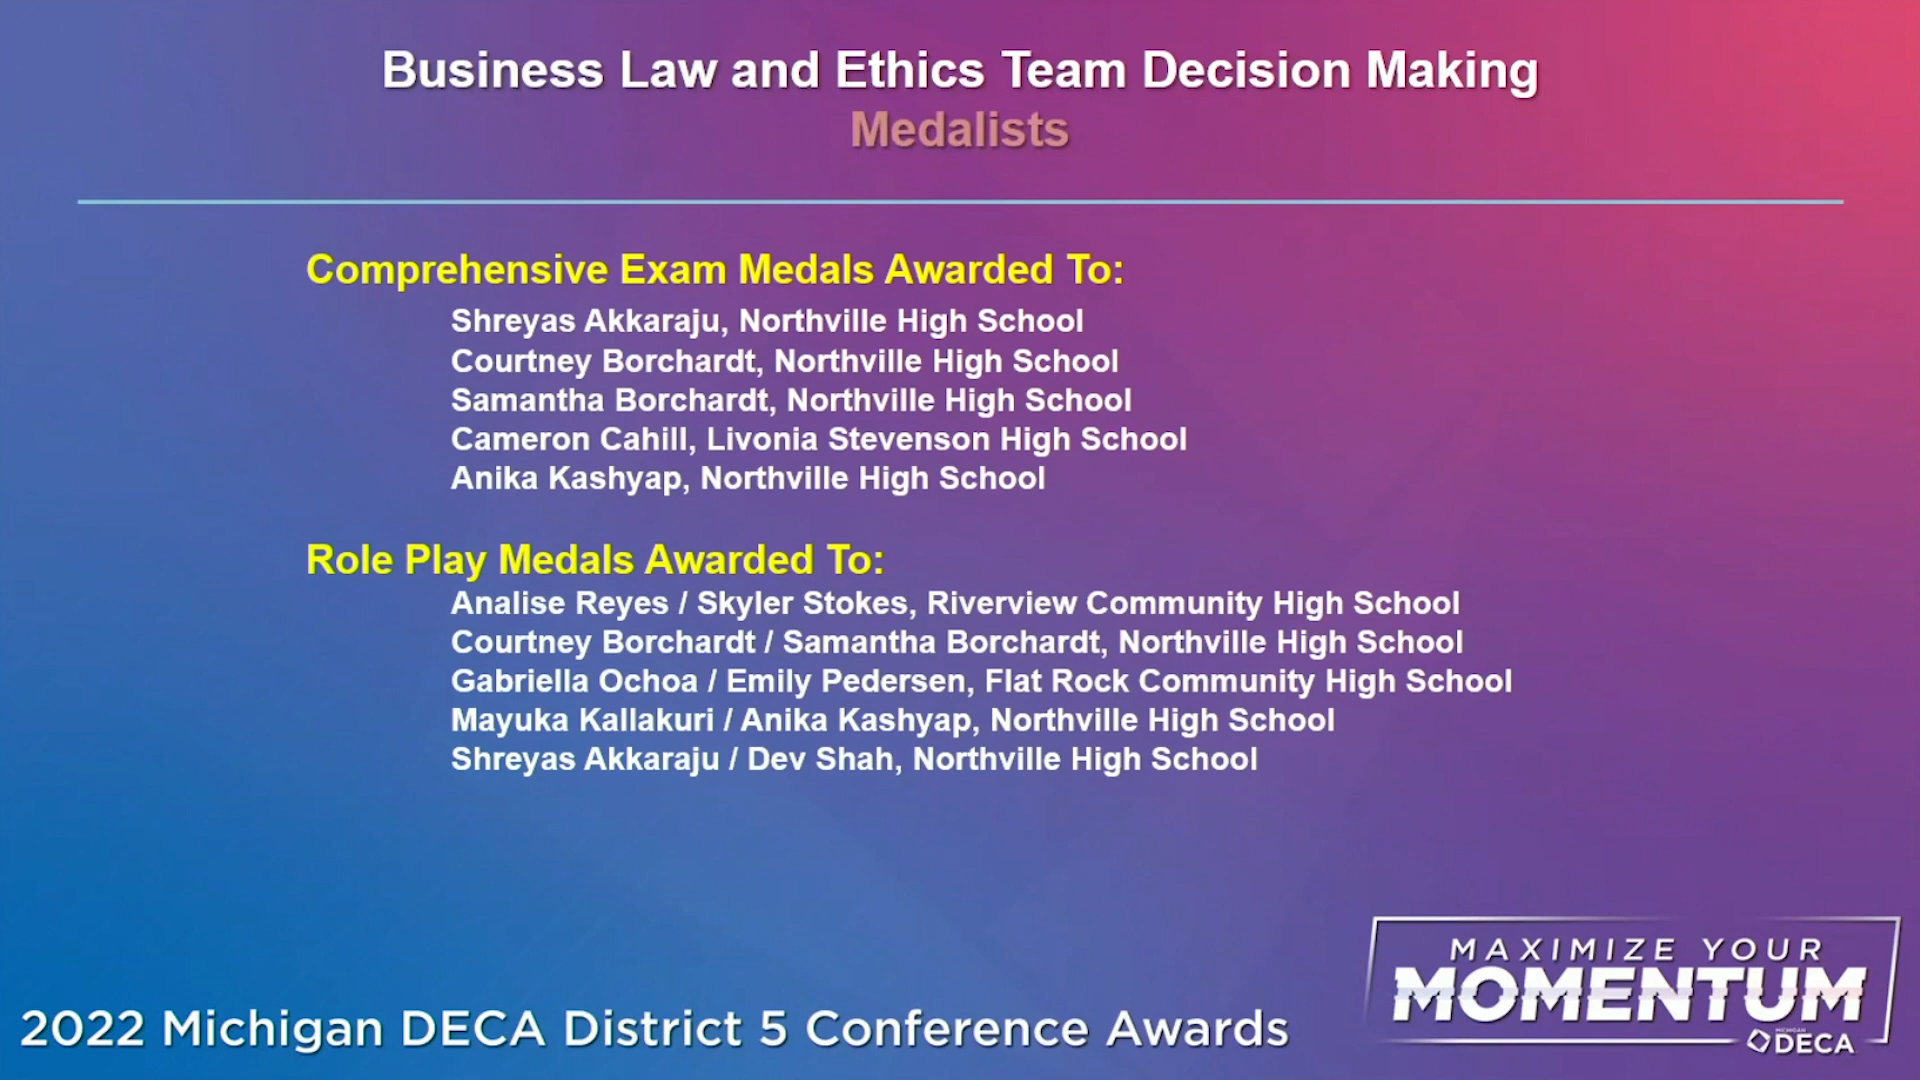 Business Law and Ethics Team Decision Making
Medalists
Comprehensive Exam Medals Awarded To:
Shreyas Akkaraju, Northville High School
Courtney Borchardt, Northville High School
Samantha Borchardt, Northville High School
Cameron Cahill, Livonia Stevenson High School
Anika Kashyap, Northville High School
Role Play Medals Awarded To:
Analise Reyes / Skyler Stokes, Riverview Community High School
Courtney Borchardt / Samantha Borchardt, Northville High School
Gabriella Ochoa / Emily Pedersen, Flat Rock Community High School
Mayuka Kallakuri / Anika Kashyap, Northville High School
Shreyas Akkaraju / Dev Shah, Northville High School
MAXIMIZE YOUR
MOMENTUM
MICHIGAN
DECA
2022 Michigan DECA District 5 Conference Awards